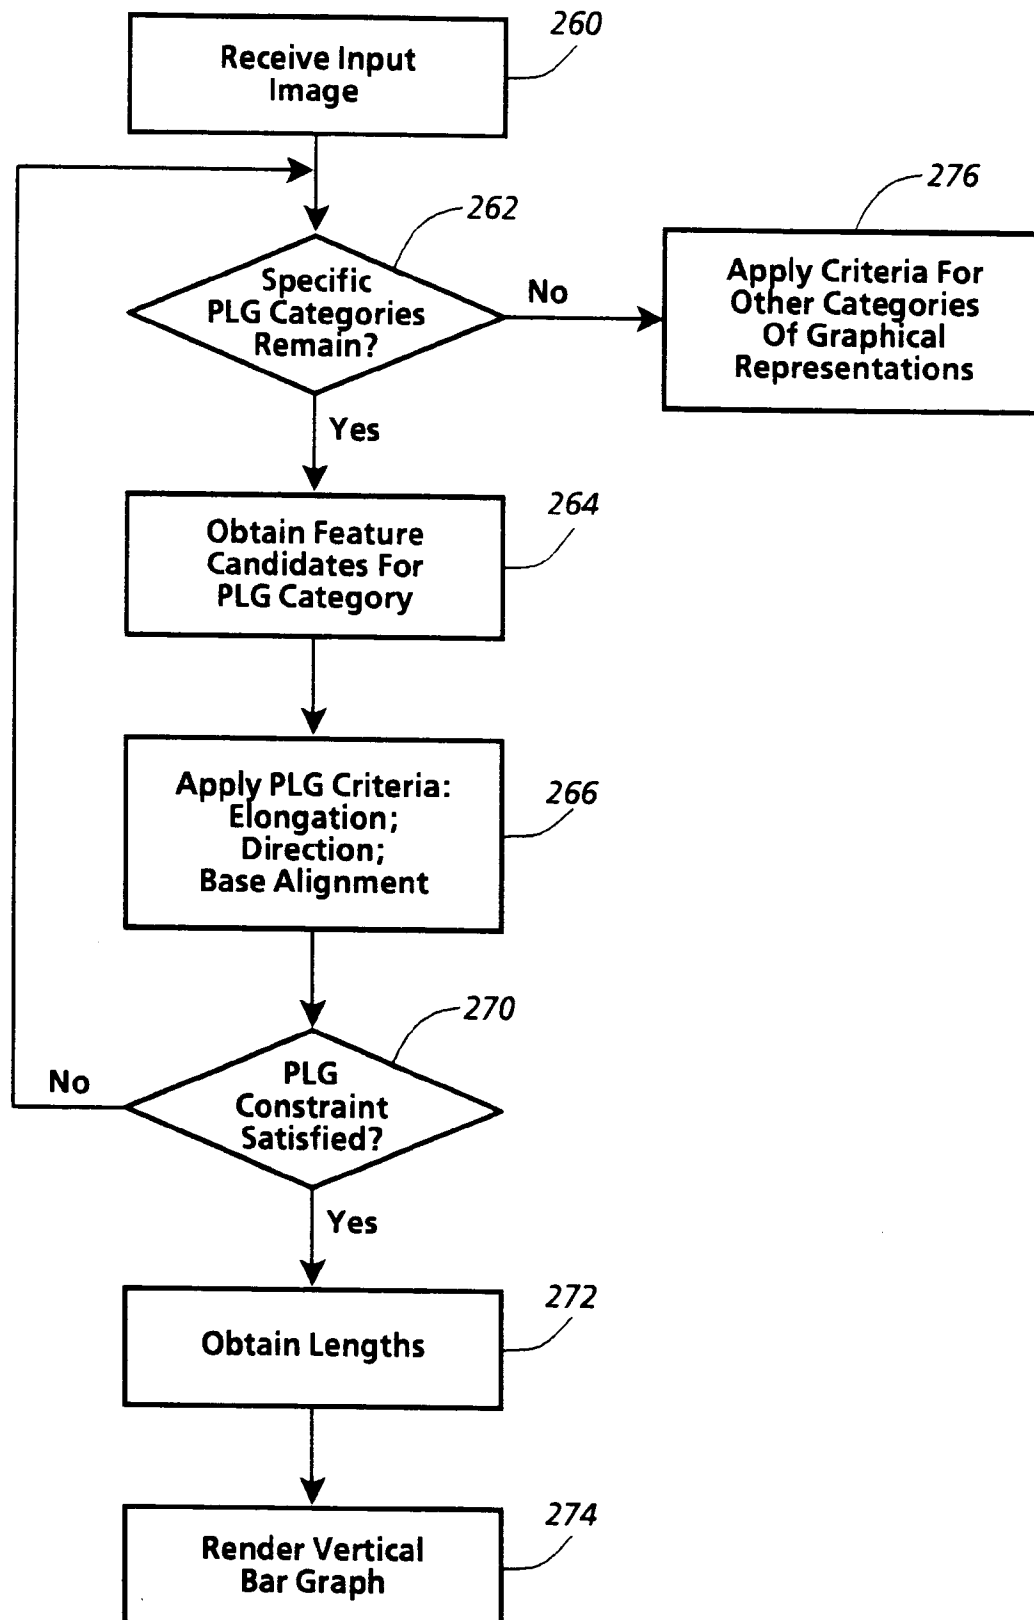 260
Receive Input
Image
276
262
Specific
PLG Categories
Remain?
No
Apply Criteria For
Other Categories
Of Graphical
Representations
Yes
264
Obtain Feature
Candidates For
PLG Category
266
Apply PLG Criteria:
Elongation;
Direction;
Base Alignment
270
No
PLG
Constraint
Satisfied?
Yes
272
Obtain Lengths
274
Render Vertical
Bar Graph